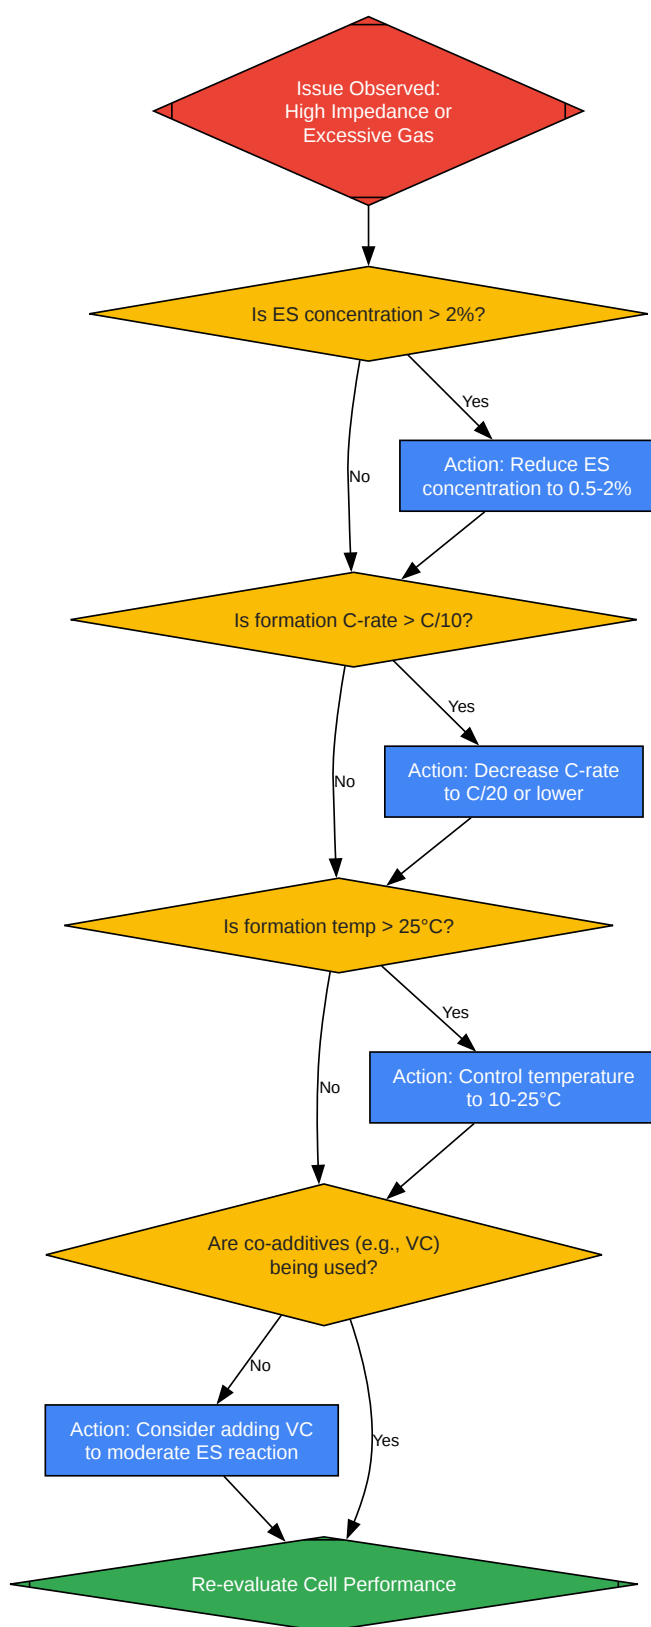 Issue Observed:
High Impedance or
Excessive Gas
Is ES concentration > 2%?
Yes
Action: Reduce ES
concentration to 0.5-2%
No
Is formation C-rate > C/10?
Yes
Action: Decrease C-rate
to C/20 or lower
No
Is formation temp > 25°C?
Yes
Action: Control temperature
to 10-25°C
No
Are co-additives (e.g., VC)
being used?
No
Action: Consider adding VC
to moderate ES reaction
Yes
Re-evaluate Cell Performance